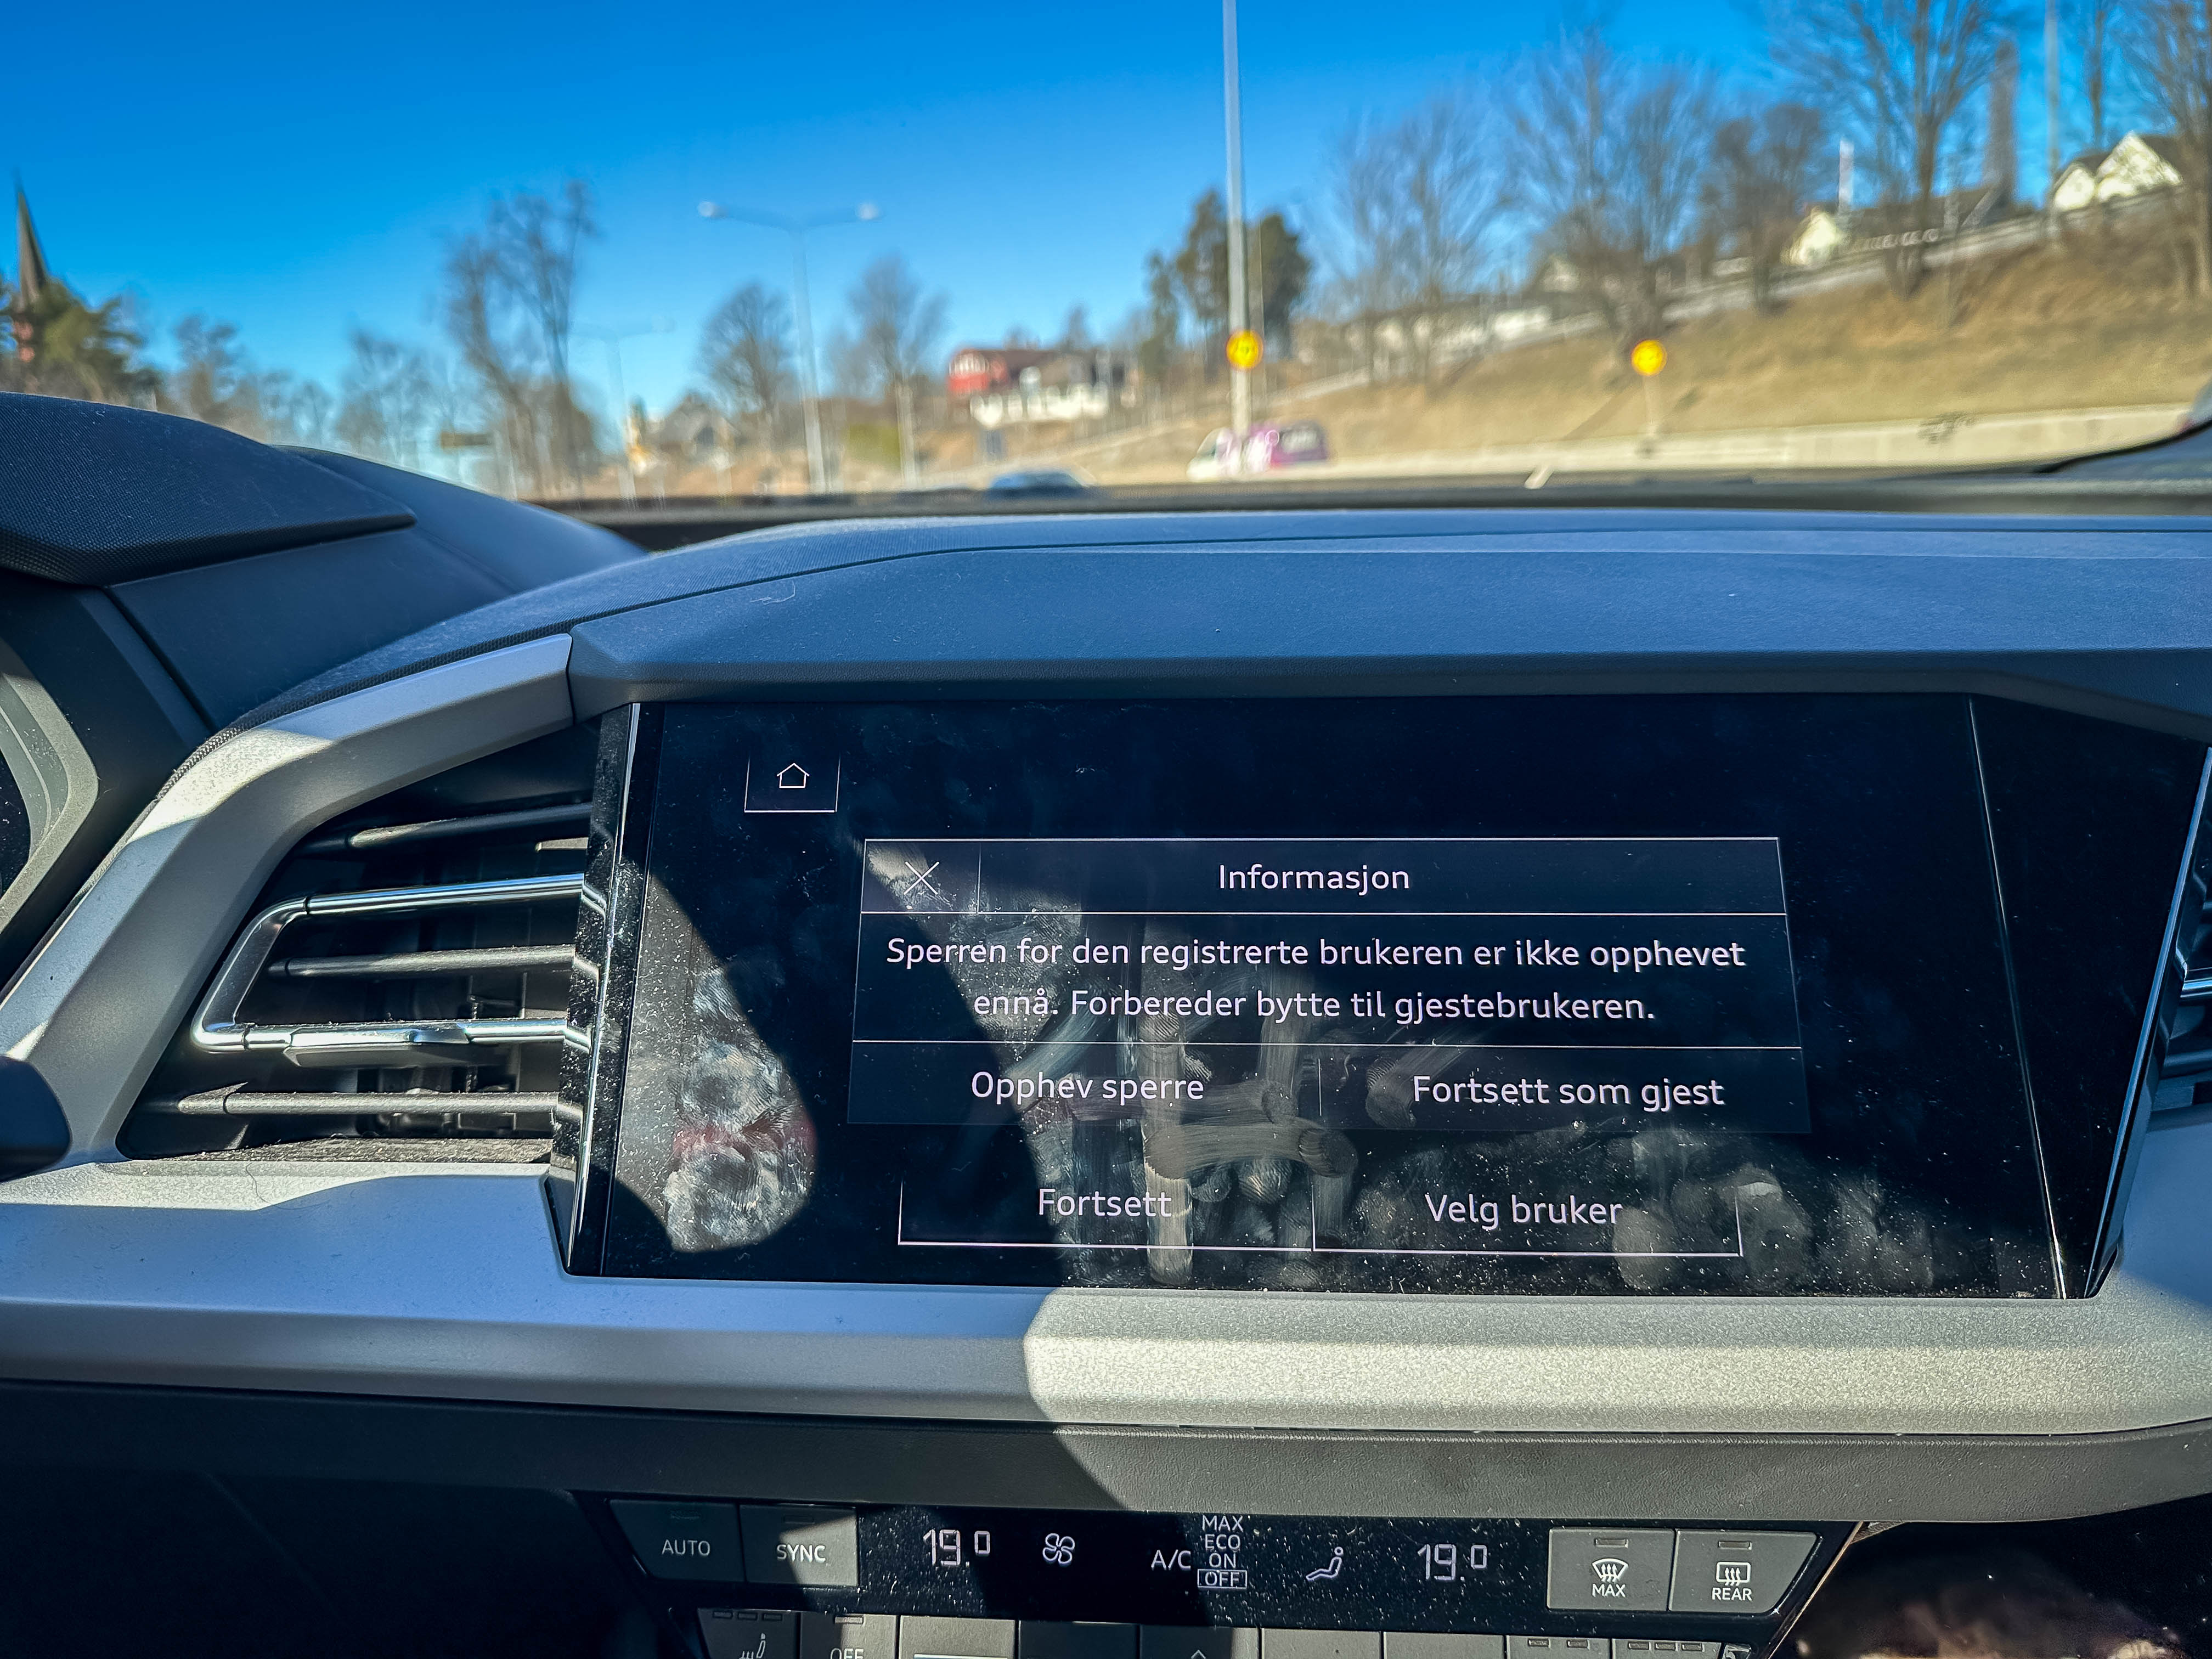 Informasjon
Sperren for den registrerte brukeren er ikke opphevet
ennå. Forbereder bytte til gjestebrukeren.
Opphev sperre
Fortsett som gjest
Fortsett
Velg bruker
AUTO
SYNC
19.0
A/C
MAX
ECO
ON
OFF
19.0
MAX
REAR
OFF